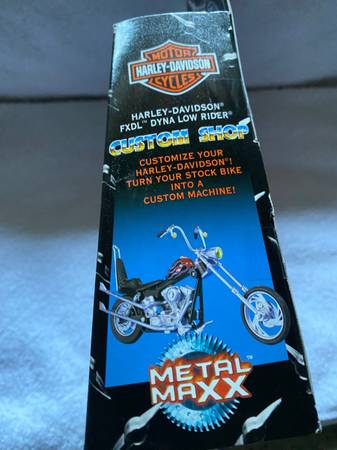 MOTOR
HARLEY-DAVIDSON
CYCLES
HARLEY-DAVIDSON®
FXDL™ DYNA LOW RIDER®
CUSTOM SHOP
CUSTOMIZE YOUR
HARLEY-DAVIDSON®!
TURN YOUR STOCK BIKE
INTO A
CUSTOM MACHINE!
METAL™
MAXX